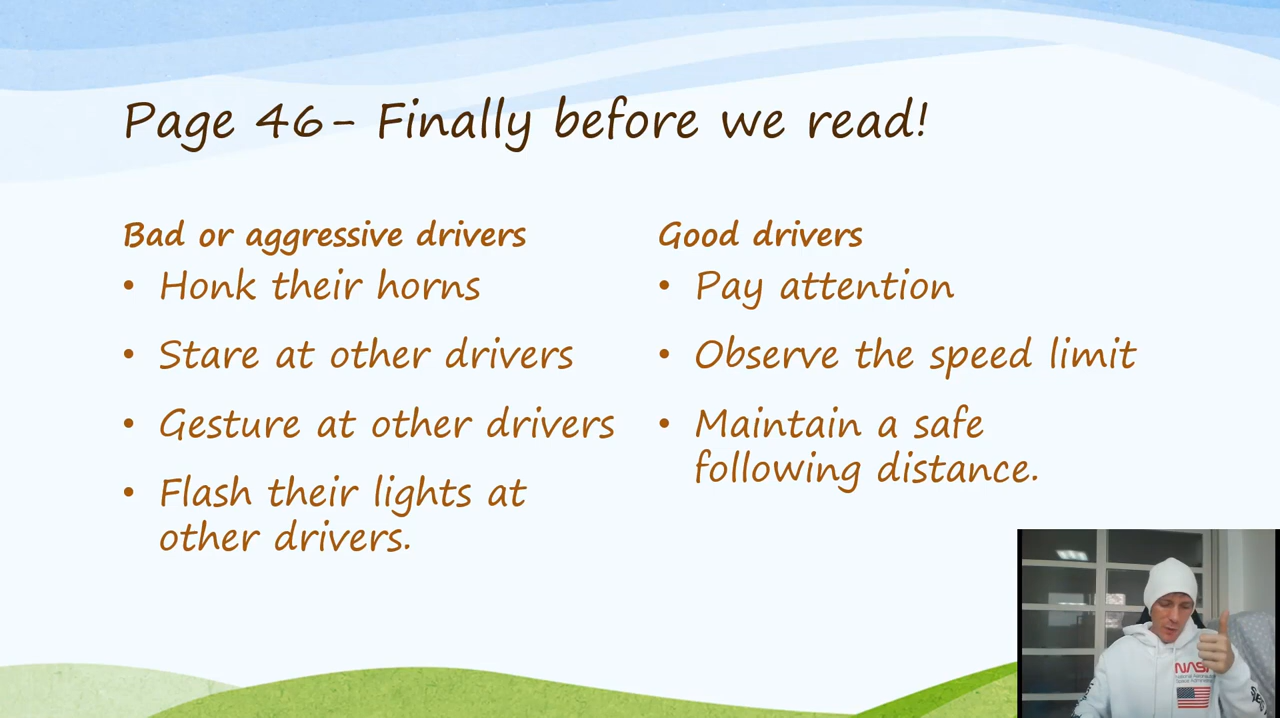 Page 46- Finally before we read!
Bad or aggressive drivers
• Honk their horns
• Stare at other drivers
• Gesture at other drivers
• Flash their lights at
other drivers.
Good drivers
• Pay attention
• Observe the speed limit
• Maintain a safe
following distance.
NASA